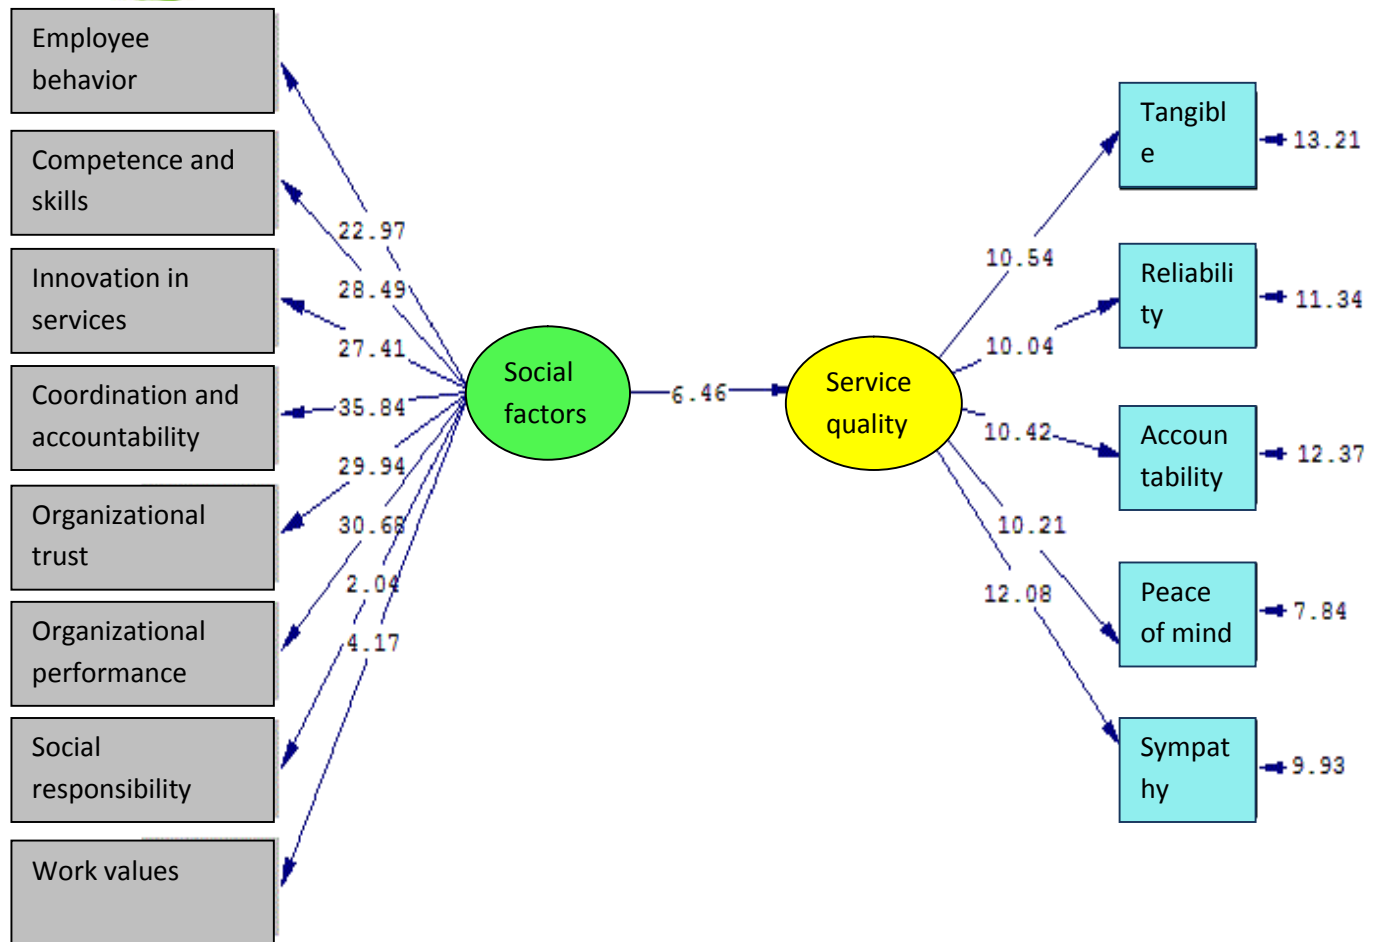 Employee
behavior
Competence and
skills
Innovation in
services
Coordination and
accountability
Organizational
trust
Organizational
performance
Social
responsibility
Work values
22.97
28.49
27.41
35.84
29.94
30.68
2.04
4.17
Social
factors
6.46
Service
quality
10.54
10.04
10.42
10.21
12.08
Tangibl
e
13.21
Reliabili
ty
11.34
Accoun
tability
12.37
Peace
of mind
7.84
Sympat
hy
9.93